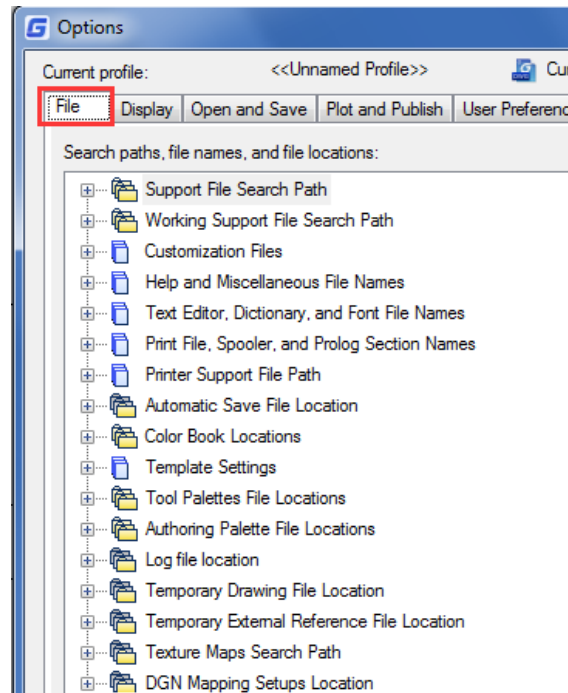 Options
Current profile: <<Unnamed Profile>> Cu
File Display Open and Save Plot and Publish User Preferenc
Search paths, file names, and file locations:
Support File Search Path
Working Support File Search Path
Customization Files
Help and Miscellaneous File Names
Text Editor, Dictionary, and Font File Names
Print File, Spooler, and Prolog Section Names
Printer Support File Path
Automatic Save File Location
Color Book Locations
Template Settings
Tool Palettes File Locations
Authoring Palette File Locations
Log file location
Temporary Drawing File Location
Temporary External Reference File Location
Texture Maps Search Path
DGN Mapping Setups Location